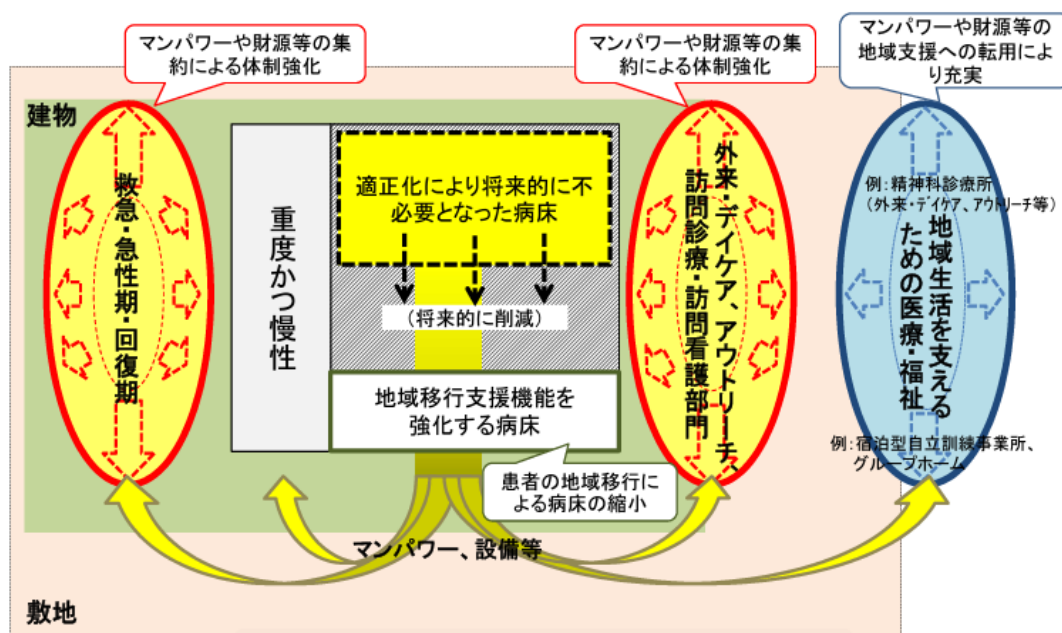 マンパワーや財源等の集
約による体制強化
マンパワーや財源等の集
約による体制強化
マンパワーや財源等の
地域支援への転用によ
り充実
建物
救急・急性期・回復期
重度かつ慢性
適正化により将来的に不
必要となった病床
（将来的に削減）
地域移行支援機能を
強化する病床
患者の地域移行に
よる病床の縮小
外来・デイケア、アウトリーチ、
訪問診療・訪問看護部門
例：精神科診療所
（外来・デイケア、アウトリーチ等）
地域生活を支える
ための医療・福祉
例：宿泊型自立訓練事業所、
グループホーム
マンパワー、設備等
敷地